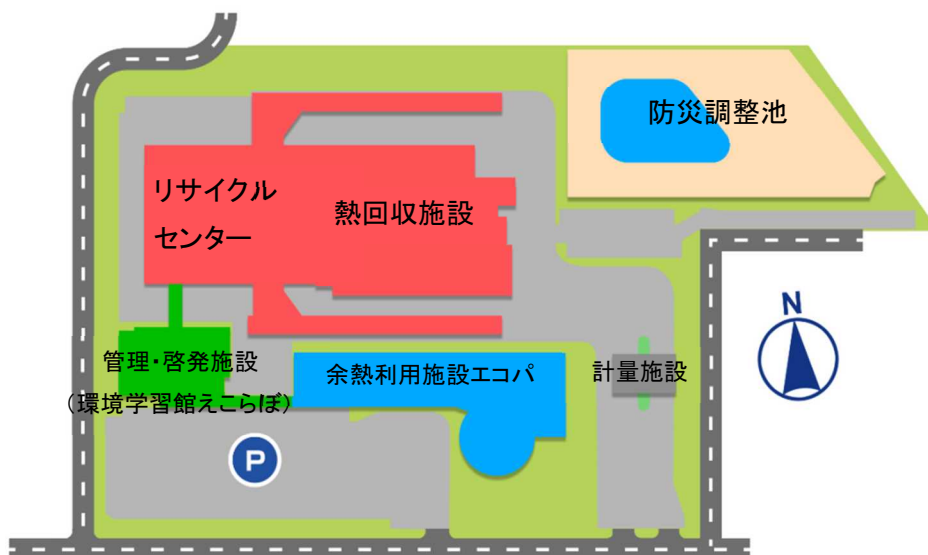 防災調整池
リサイクル
センター
熱回収施設
N
管理・啓発施設
（環境学習館えこらぼ）
余熱利用施設エコパ
計量施設
P